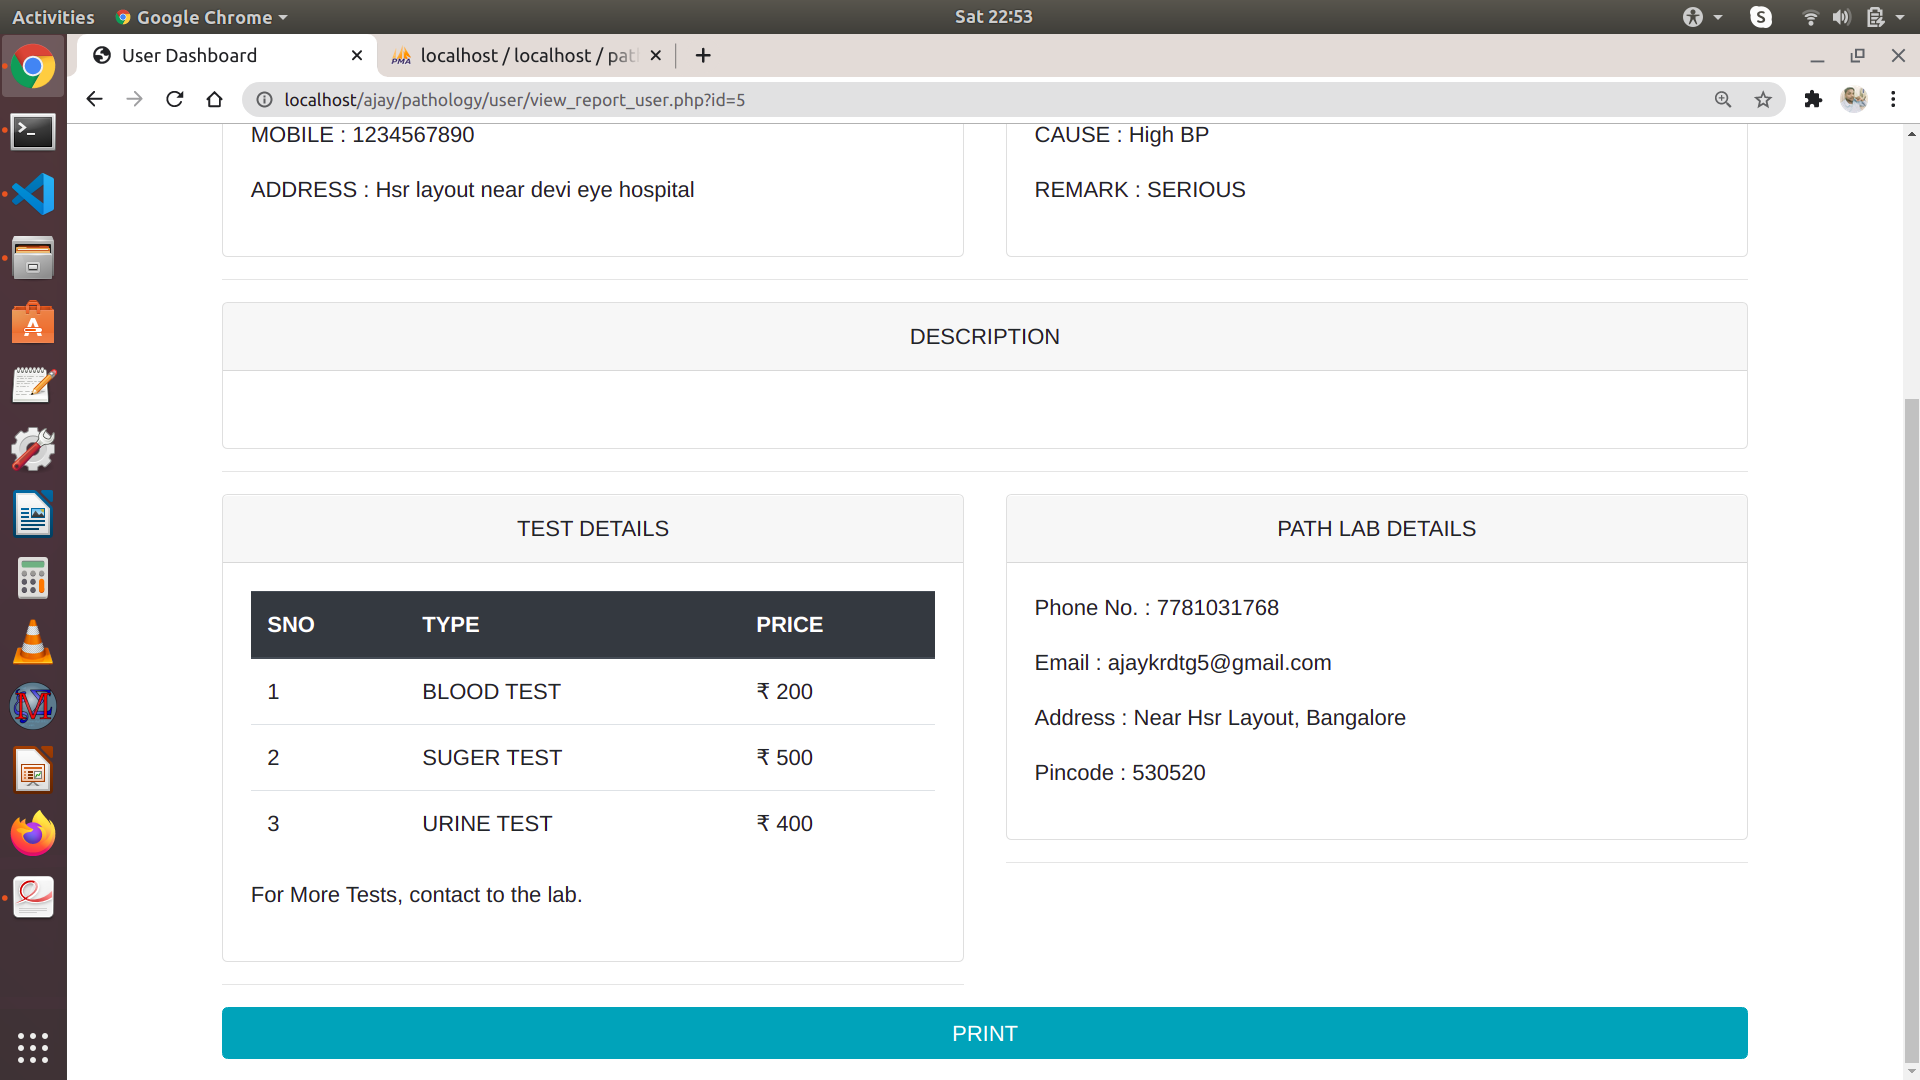 Activities
Google Chrome
Sat 22:53
User Dashboard
PMA
localhost / localhost / pat
localhost/ajay/pathology/user/view_report_user.php?id=5
MOBILE : 1234567890
ADDRESS : Hsr layout near devi eye hospital
CAUSE : High BP
REMARK : SERIOUS
DESCRIPTION
TEST DETAILS
SNO TYPE PRICE
1 BLOOD TEST ₹ 200
2 SUGER TEST ₹ 500
3 URINE TEST ₹ 400
For More Tests, contact to the lab.
PATH LAB DETAILS
Phone No. : 7781031768
Email : ajaykrdtg5@gmail.com
Address : Near Hsr Layout, Bangalore
Pincode : 530520
PRINT